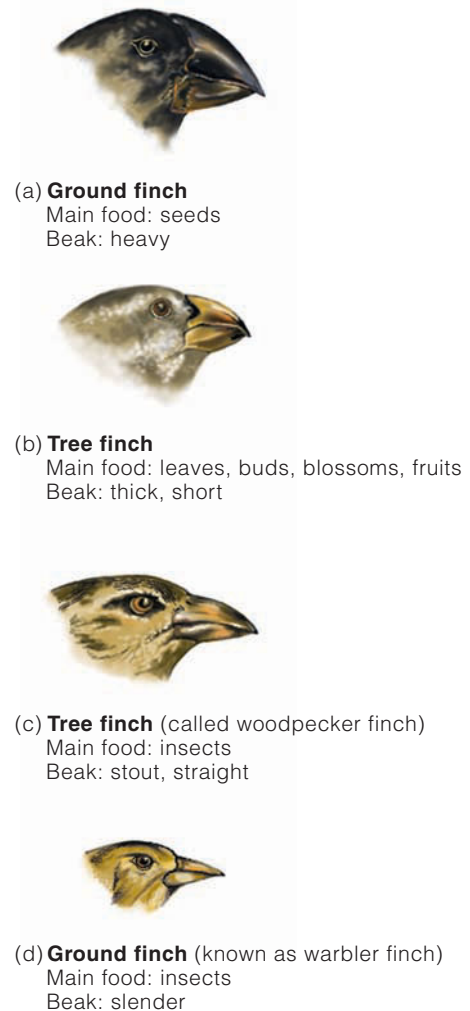 (a) Ground finch
Main food: seeds
Beak: heavy
(b) Tree finch
Main food: leaves, buds, blossoms, fruits
Beak: thick, short
(c) Tree finch (called woodpecker finch)
Main food: insects
Beak: stout, straight
(d) Ground finch (known as warbler finch)
Main food: insects
Beak: slender